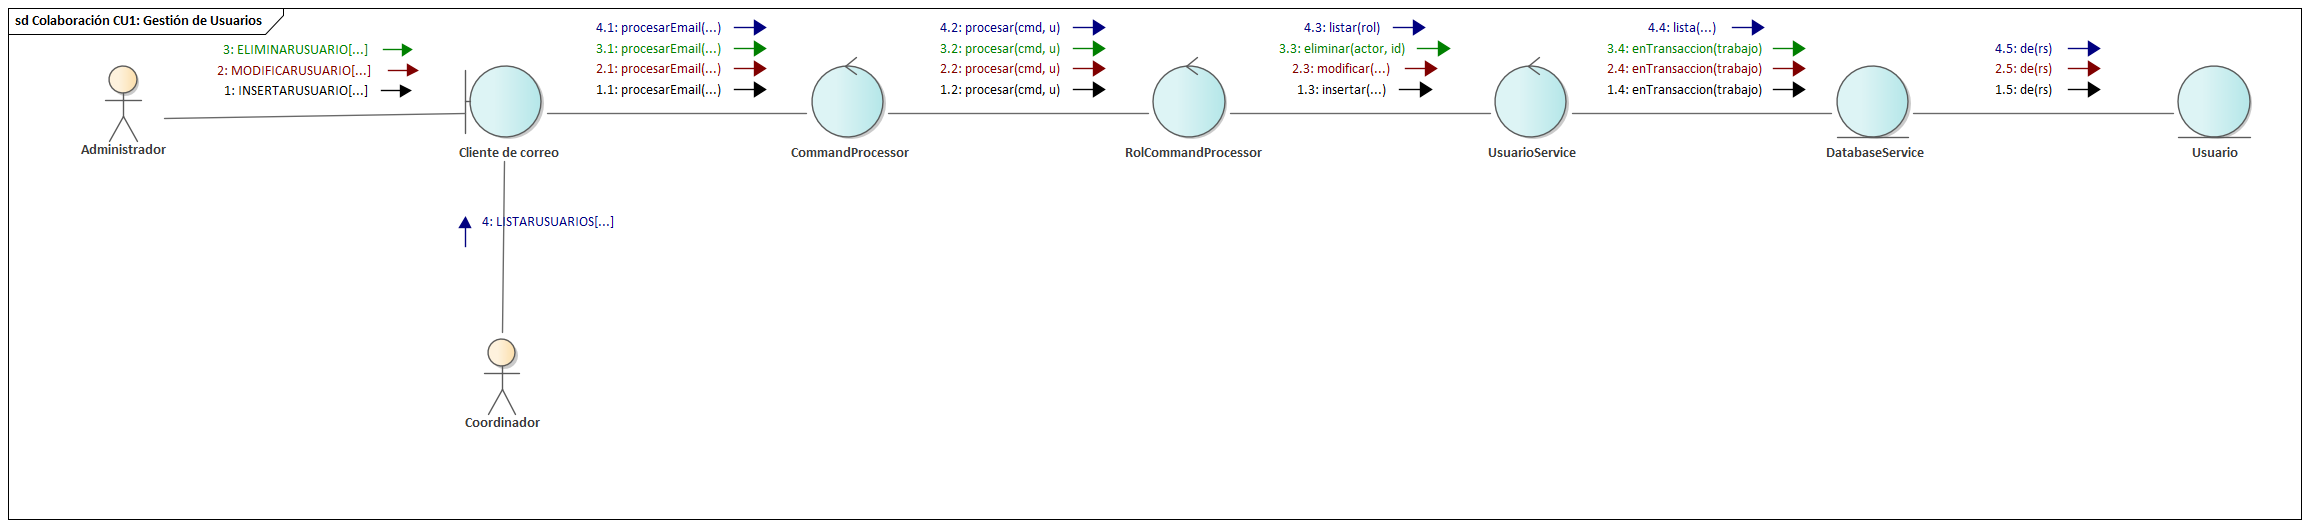 sd Colaboración CU1: Gestión de Usuarios
3: ELIMINARUSUARIO[...]
2: MODIFICARUSUARIO[...]
1: INSERTARUSUARIO[...]
4.1: procesarEmail(...)
3.1: procesarEmail(...)
2.1: procesarEmail(...)
1.1: procesarEmail(...)
4.2: procesar(cmd, u)
3.2: procesar(cmd, u)
2.2: procesar(cmd, u)
1.2: procesar(cmd, u)
4.3: listar(rol)
3.3: eliminar(actor, id)
2.3: modificar(...)
1.3: insertar(...)
4.4: lista(...)
3.4: enTransaccion(trabajo)
2.4: enTransaccion(trabajo)
1.4: enTransaccion(trabajo)
4.5: de(rs)
2.5: de(rs)
1.5: de(rs)
Administrador
Cliente de correo
CommandProcessor
RolCommandProcessor
UsuarioService
DatabaseService
Usuario
4: LISTARUSUARIOS[...]
Coordinador